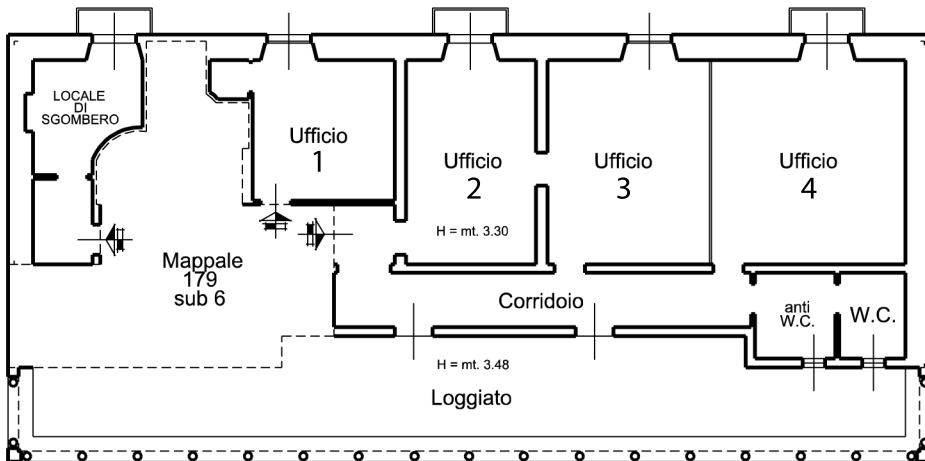 LOCALE
DI
SGOMBERO
Ufficio
1
Ufficio
2
Ufficio
3
Ufficio
4
H = mt. 3.30
Mappale
179
sub 6
Corridoio
anti
W.C.
W.C.
H = mt. 3.48
Loggiato